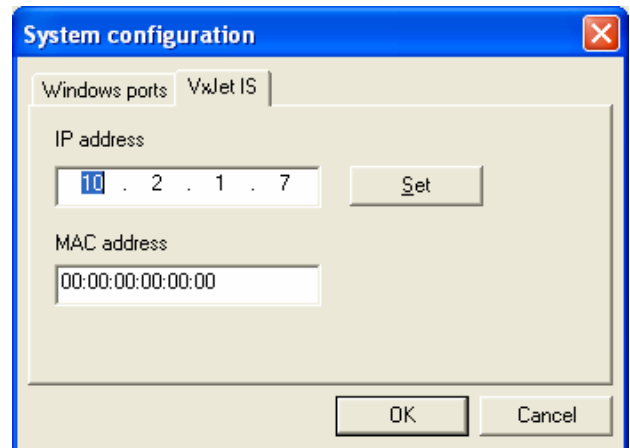 System configuration
Windows ports VxJet IS
IP address
10 . 2 . 1 . 7 Set
MAC address
00:00:00:00:00:00
OK Cancel